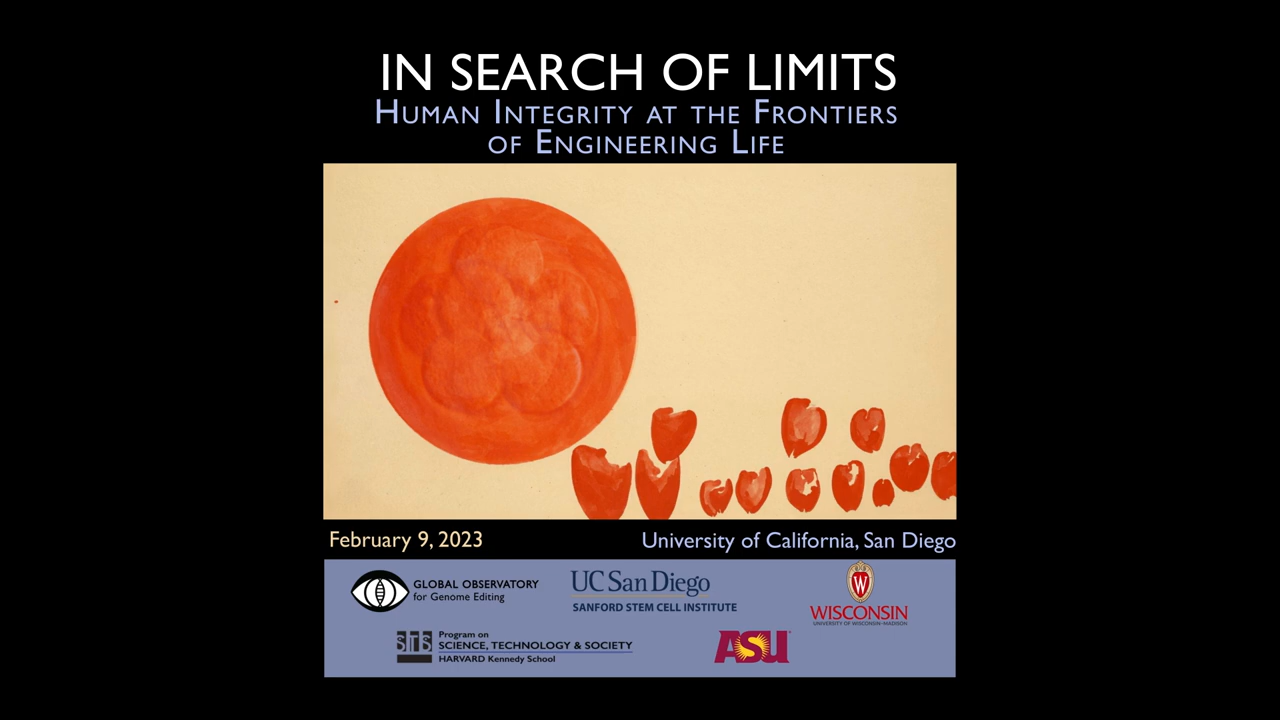 IN SEARCH OF LIMITS
HUMAN INTEGRITY AT THE FRONTIERS
OF ENGINEERING LIFE
February 9, 2023
University of California, San Diego
GLOBAL OBSERVATORY
for Genome Editing
UC San Diego
SANFORD STEM CELL INSTITUTE
W
WISCONSIN
UNIVERSITY OF WISCONSIN–MADISON
STS
Program on
SCIENCE, TECHNOLOGY & SOCIETY
HARVARD Kennedy School
ASU